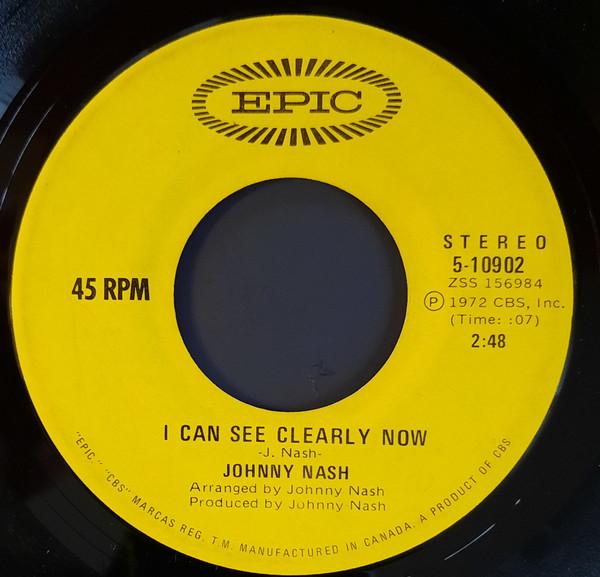 EPIC
STEREO
5-10902
ZSS 156984
45 RPM
Ⓟ 1972 CBS, Inc.
(Time: :07)
2:48
I CAN SEE CLEARLY NOW
-J. Nash-
JOHNNY NASH
Arranged by Johnny Nash
Produced by Johnny Nash
"EPIC," "CBS" MARCAS REG. T.M. MANUFACTURED IN CANADA. A PRODUCT OF CBS